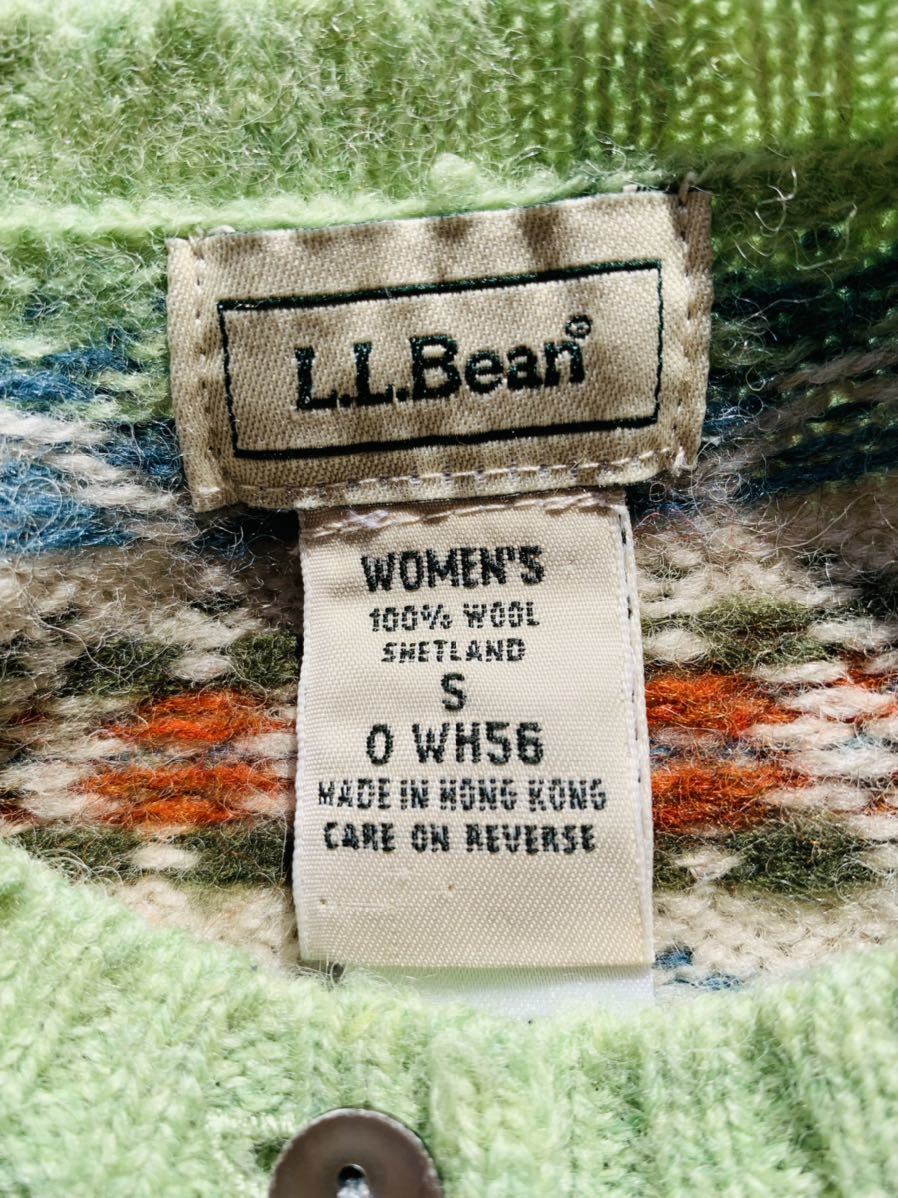 L.L.Bean®
WOMEN'S
100% WOOL
SHETLAND
S
0 WH56
MADE IN HONG KONG
CARE ON REVERSE